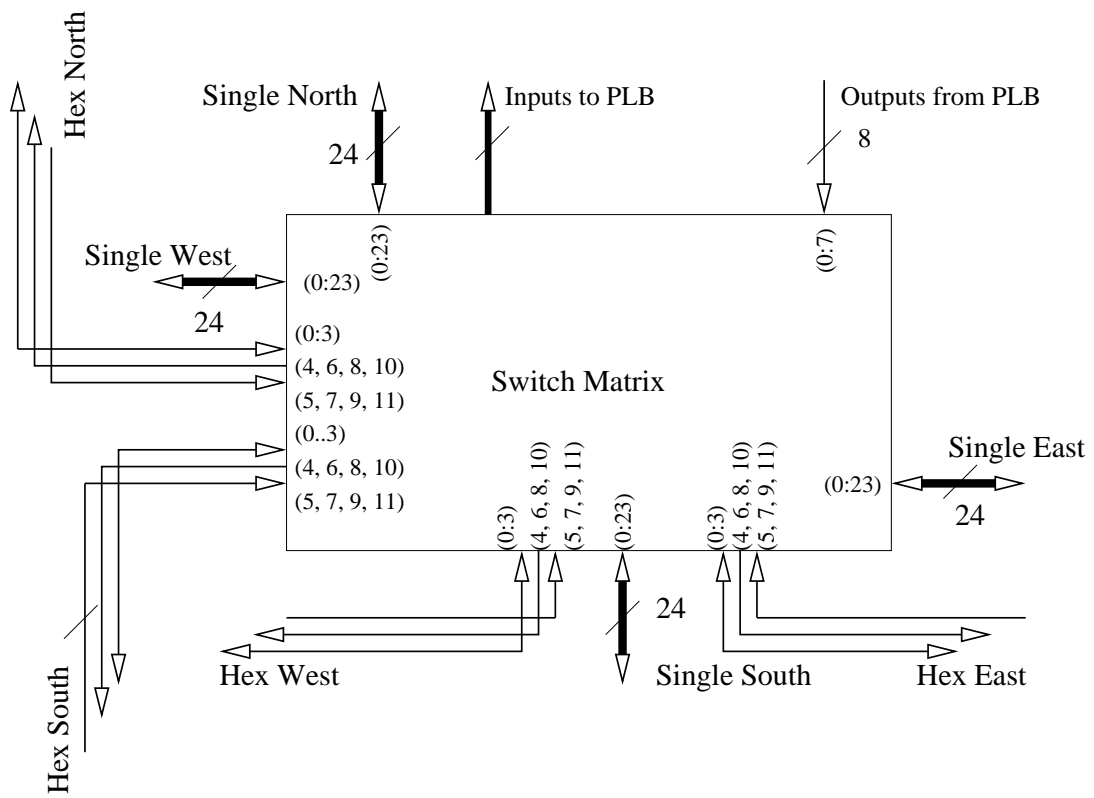 Hex North
Single North
24
Inputs to PLB
Outputs from PLB
8
Single West
24
(0:23)
(0:23)
(0:7)
(0:3)
(4, 6, 8, 10)
(5, 7, 9, 11)
(0..3)
(4, 6, 8, 10)
(5, 7, 9, 11)
Switch Matrix
Single East
(0:23)
24
(0:3)
(4, 6, 8, 10)
(5, 7, 9, 11)
(0:23)
(0:3)
(4, 6, 8, 10)
(5, 7, 9, 11)
24
Hex West
Single South
Hex East
Hex South